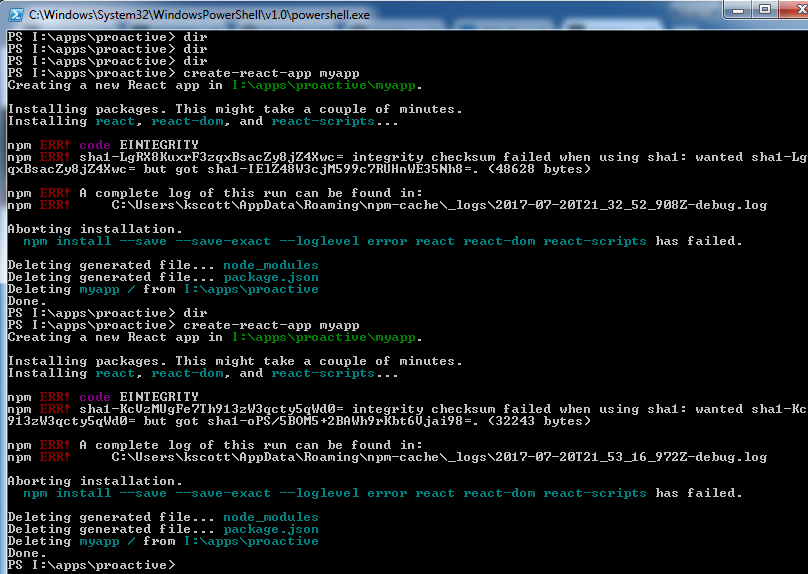 C:\Windows\System32\WindowsPowerShell\v1.0\powershell.exe
PS I:\apps\proactive> dir
PS I:\apps\proactive> dir
PS I:\apps\proactive> dir
PS I:\apps\proactive> create-react-app myapp
Creating a new React app in I:\apps\proactive\myapp.
Installing packages. This might take a couple of minutes.
Installing react, react-dom, and react-scripts...
npm ERR! code EINTEGRITY
npm ERR! sha1-LgRX8KuxrF3zqxBsacZy8jZ4Xwc= integrity checksum failed when using sha1: wanted sha1-Lg
qxBsacZy8jZ4Xwc= but got sha1-IElZ48W3cjM599c7RUHnWE35Nh8=. (48628 bytes)
npm ERR! A complete log of this run can be found in:
npm ERR!     C:\Users\kscott\AppData\Roaming\npm-cache\_logs\2017-07-20T21_32_52_908Z-debug.log
Aborting installation.
  npm install --save --save-exact --loglevel error react react-dom react-scripts has failed.
Deleting generated file... node_modules
Deleting generated file... package.json
Deleting myapp / from I:\apps\proactive
Done.
PS I:\apps\proactive> dir
PS I:\apps\proactive> create-react-app myapp
Creating a new React app in I:\apps\proactive\myapp.
Installing packages. This might take a couple of minutes.
Installing react, react-dom, and react-scripts...
npm ERR! code EINTEGRITY
npm ERR! sha1-KcVzMUgFe7Th913zW3qcty5qWd0= integrity checksum failed when using sha1: wanted sha1-Kc
913zW3qcty5qWd0= but got sha1-oPS/5BOM5+2BAWh9rKbt6Vjai98=. (32243 bytes)
npm ERR! A complete log of this run can be found in:
npm ERR!     C:\Users\kscott\AppData\Roaming\npm-cache\_logs\2017-07-20T21_53_16_972Z-debug.log
Aborting installation.
  npm install --save --save-exact --loglevel error react react-dom react-scripts has failed.
Deleting generated file... node_modules
Deleting generated file... package.json
Deleting myapp / from I:\apps\proactive
Done.
PS I:\apps\proactive>